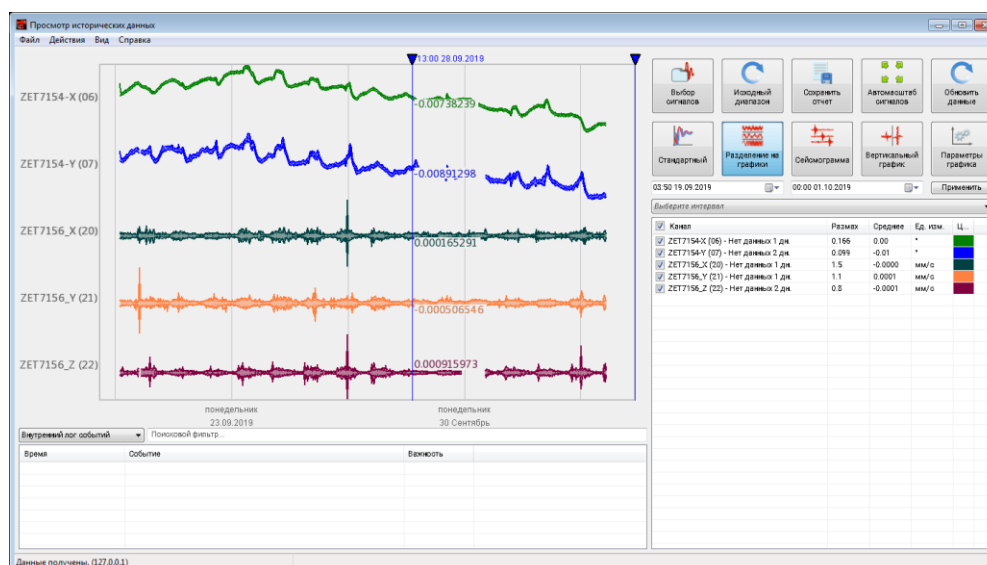 Просмотр исторических данных
Файл Действия Вид Справка
13:00 28.09.2019
ZET7154-X (06)
-0.00738239
ZET7154-Y (07)
-0.00891298
ZET7156_X (20)
0.000165291
ZET7156_Y (21)
-0.000506546
ZET7156_Z (22)
0.000915973
понедельник
23.09.2019
понедельник
30 Сентябрь
Выбор сигналов
Исходный диапазон
Сохранить отчет
Автомасштаб сигналов
Обновить данные
Стандартный
Разделение на графики
Сейсмограмма
Вертикальный график
Параметры графика
03:50 19.09.2019
00:00 01.10.2019
Применить
Выберите интервал
Канал Размах Среднее Ед. изм. Ц...
ZET7154-X (06) - Нет данных 1 дн. 0.166 0.00 °
ZET7154-Y (07) - Нет данных 2 дн. 0.099 -0.01 °
ZET7156_X (20) - Нет данных 1 дн. 1.5 -0.0000 мм/с
ZET7156_Y (21) - Нет данных 1 дн. 1.1 0.0001 мм/с
ZET7156_Z (22) - Нет данных 2 дн. 0.8 -0.0001 мм/с
Внутренний лог событий
Поисковой фильтр...
Время Событие Важность
Данные получены. (127.0.0.1)